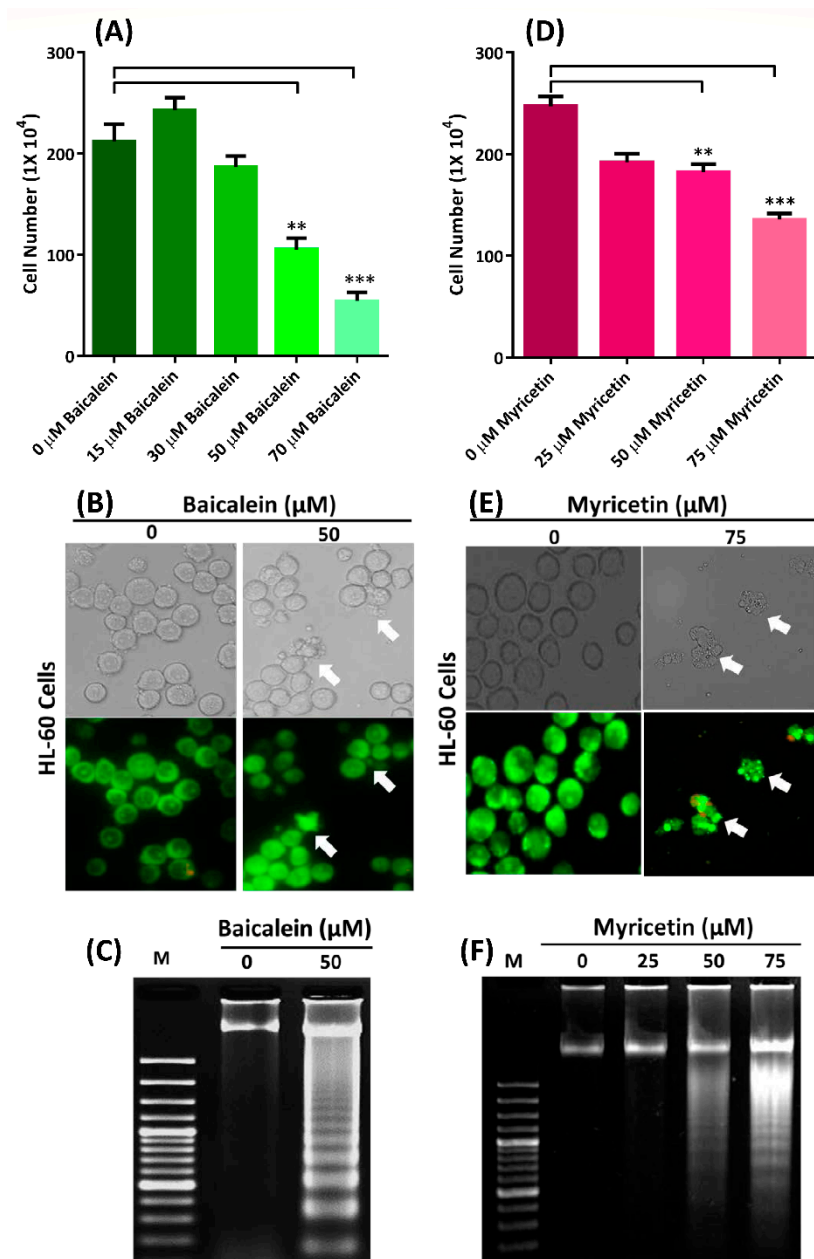 (A)
300
200
100
0
Cell Number (1X 10⁴)
**
***
0 µM Baicalein
15 µM Baicalein
30 µM Baicalein
50 µM Baicalein
70 µM Baicalein
(D)
300
200
100
0
Cell Number (1X 10⁴)
**
***
0 µM Myricetin
25 µM Myricetin
50 µM Myricetin
75 µM Myricetin
(B)
Baicalein (µM)
0 50
HL-60 Cells
(E)
Myricetin (µM)
0 75
HL-60 Cells
(C)
Baicalein (µM)
M 0 50
(F)
Myricetin (µM)
M 0 25 50 75